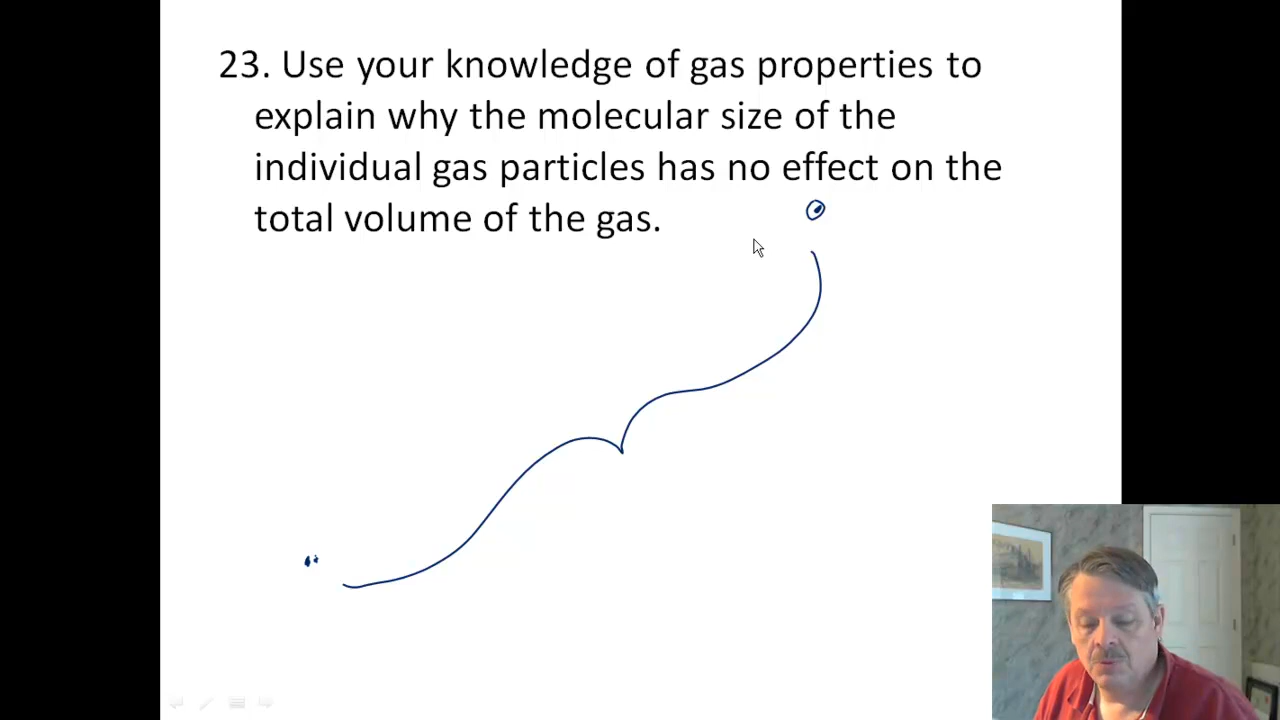 23. Use your knowledge of gas properties to
explain why the molecular size of the
individual gas particles has no effect on the
total volume of the gas.